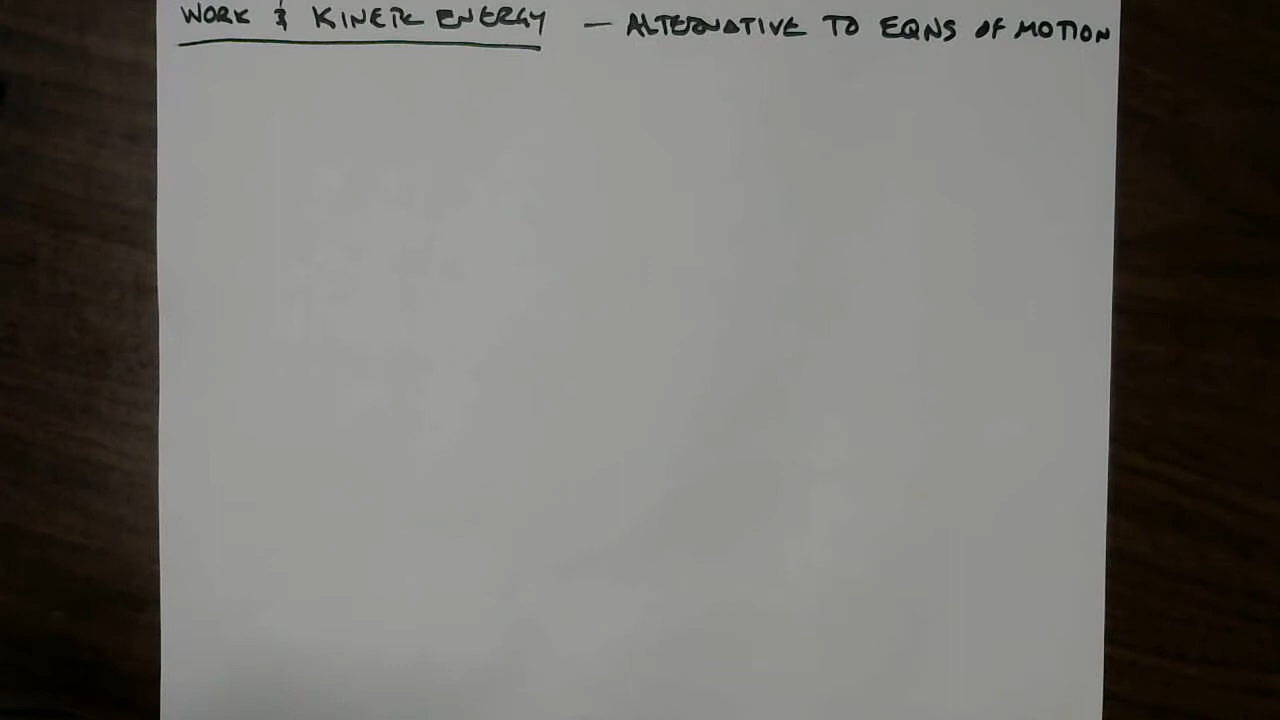 WORK & KINETIC ENERGY — ALTERNATIVE TO EQNS OF MOTION